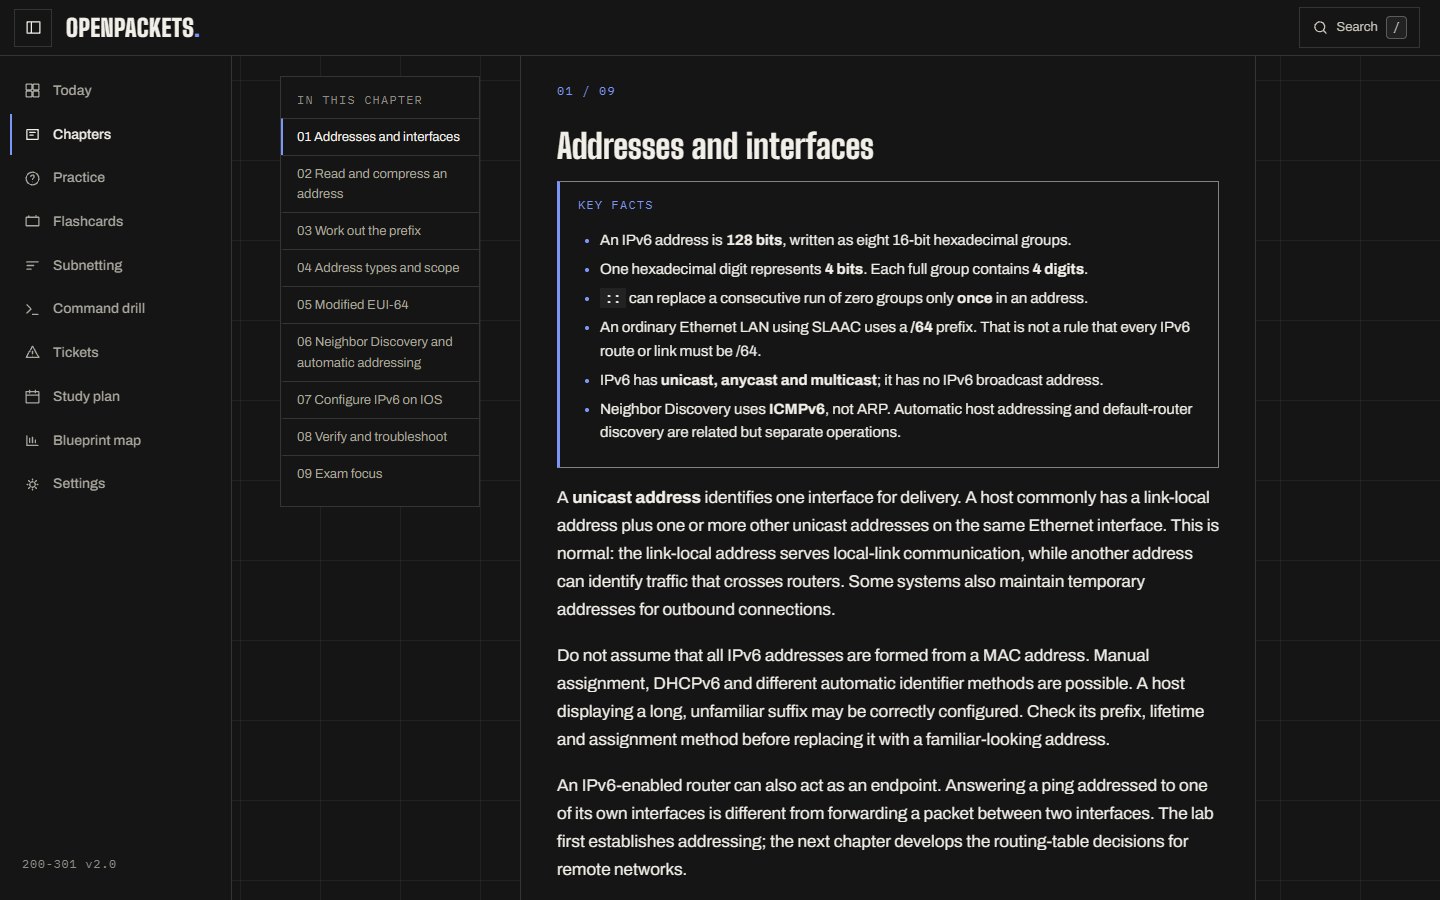 OPENPACKETS.
Search /
Today
Chapters
Practice
Flashcards
Subnetting
Command drill
Tickets
Study plan
Blueprint map
Settings
200-301 v2.0
IN THIS CHAPTER
01 Addresses and interfaces
02 Read and compress an
address
03 Work out the prefix
04 Address types and scope
05 Modified EUI-64
06 Neighbor Discovery and
automatic addressing
07 Configure IPv6 on IOS
08 Verify and troubleshoot
09 Exam focus
01 / 09
Addresses and interfaces
KEY FACTS
• An IPv6 address is 128 bits, written as eight 16-bit hexadecimal groups.
• One hexadecimal digit represents 4 bits. Each full group contains 4 digits.
• :: can replace a consecutive run of zero groups only once in an address.
• An ordinary Ethernet LAN using SLAAC uses a /64 prefix. That is not a rule that every IPv6
route or link must be /64.
• IPv6 has unicast, anycast and multicast; it has no IPv6 broadcast address.
• Neighbor Discovery uses ICMPv6, not ARP. Automatic host addressing and default-router
discovery are related but separate operations.
A unicast address identifies one interface for delivery. A host commonly has a link-local
address plus one or more other unicast addresses on the same Ethernet interface. This is
normal: the link-local address serves local-link communication, while another address
can identify traffic that crosses routers. Some systems also maintain temporary
addresses for outbound connections.
Do not assume that all IPv6 addresses are formed from a MAC address. Manual
assignment, DHCPv6 and different automatic identifier methods are possible. A host
displaying a long, unfamiliar suffix may be correctly configured. Check its prefix, lifetime
and assignment method before replacing it with a familiar-looking address.
An IPv6-enabled router can also act as an endpoint. Answering a ping addressed to one
of its own interfaces is different from forwarding a packet between two interfaces. The lab
first establishes addressing; the next chapter develops the routing-table decisions for
remote networks.